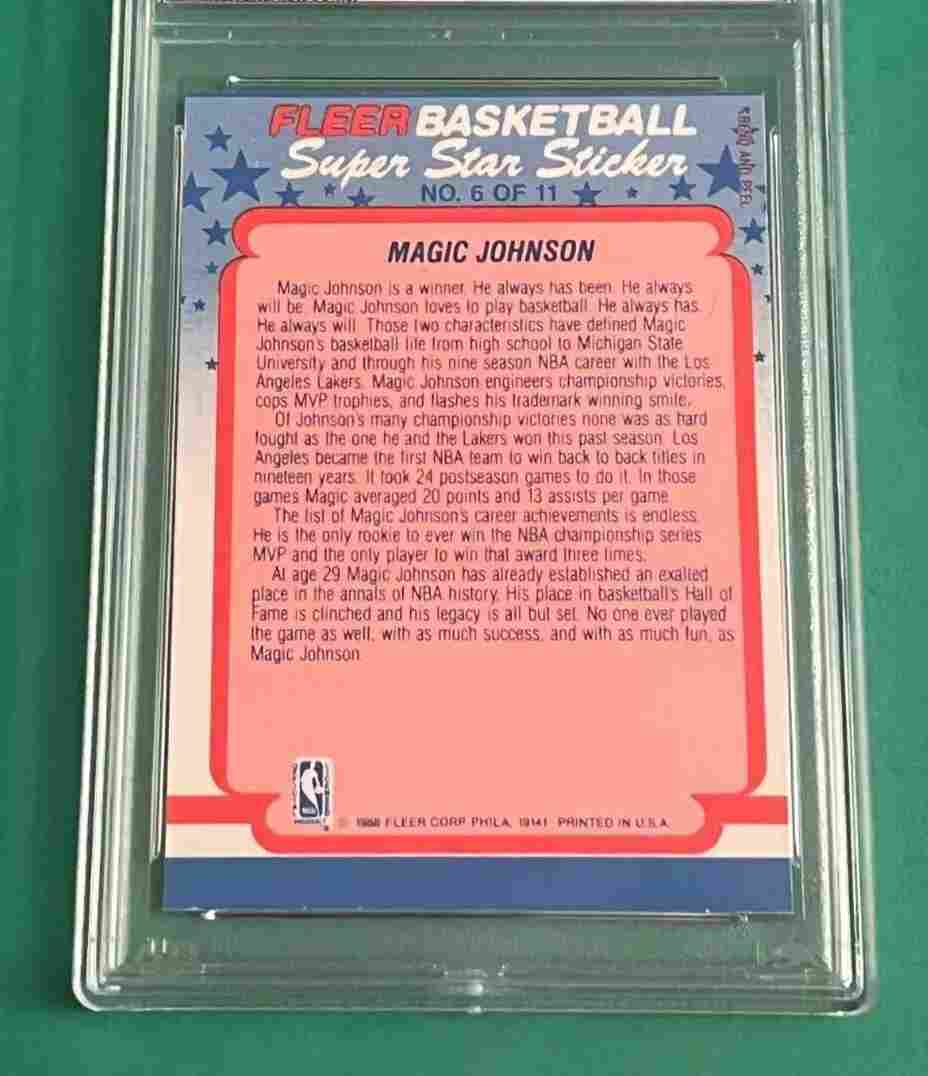 FLEER BASKETBALL
Super Star Sticker
NO. 6 OF 11
BEND AND PEEL
MAGIC JOHNSON
Magic Johnson is a winner. He always has been. He always
will be. Magic Johnson loves to play basketball. He always has.
He always will. Those two characteristics have defined Magic
Johnson's basketball life from high school to Michigan State
University and through his nine season NBA career with the Los
Angeles Lakers. Magic Johnson engineers championship victories,
cops MVP trophies, and flashes his trademark winning smile.
Of Johnson's many championship victories none was as hard
fought as the one he and the Lakers won this past season. Los
Angeles became the first NBA team to win back to back titles in
nineteen years. It took 24 postseason games to do it. In those
games Magic averaged 20 points and 13 assists per game.
The list of Magic Johnson's career achievements is endless.
He is the only rookie to ever win the NBA championship series
MVP and the only player to win that award three times.
At age 29 Magic Johnson has already established an exalted
place in the annals of NBA history. His place in basketball's Hall of
Fame is clinched and his legacy is all but set. No one ever played
the game as well, with as much success, and with as much fun, as
Magic Johnson.
© 1988 FLEER CORP. PHILA. 19141 PRINTED IN U.S.A.